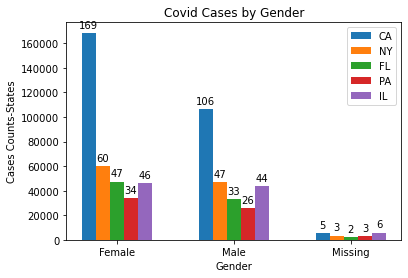 Covid Cases by Gender
Cases Counts-States
160000
140000
120000
100000
80000
60000
40000
20000
0
169
60
47
34
46
106
47
33
26
44
5
3
2
3
6
CA
NY
FL
PA
IL
Female
Male
Missing
Gender